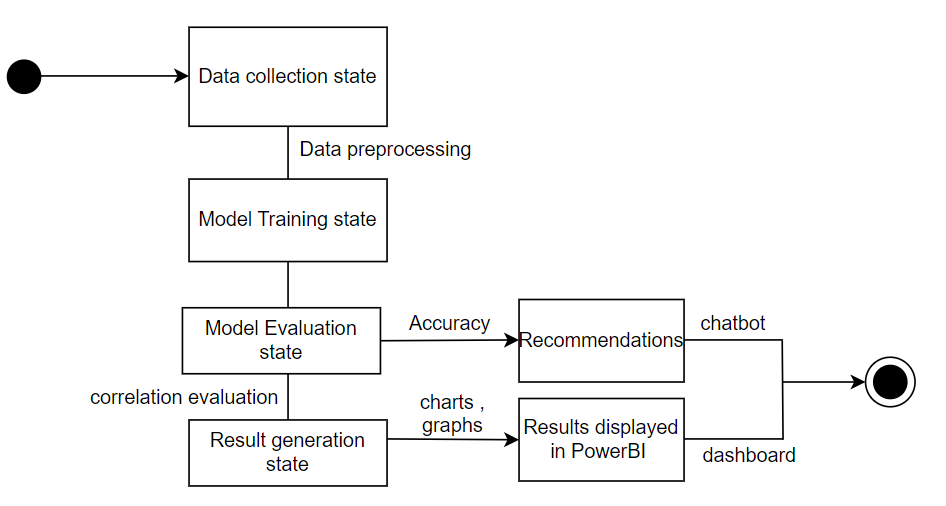 Data collection state
Data preprocessing
Model Training state
Model Evaluation
state
Accuracy
Recommendations
chatbot
correlation evaluation
charts ,
graphs
Result generation
state
Results displayed
in PowerBI
dashboard